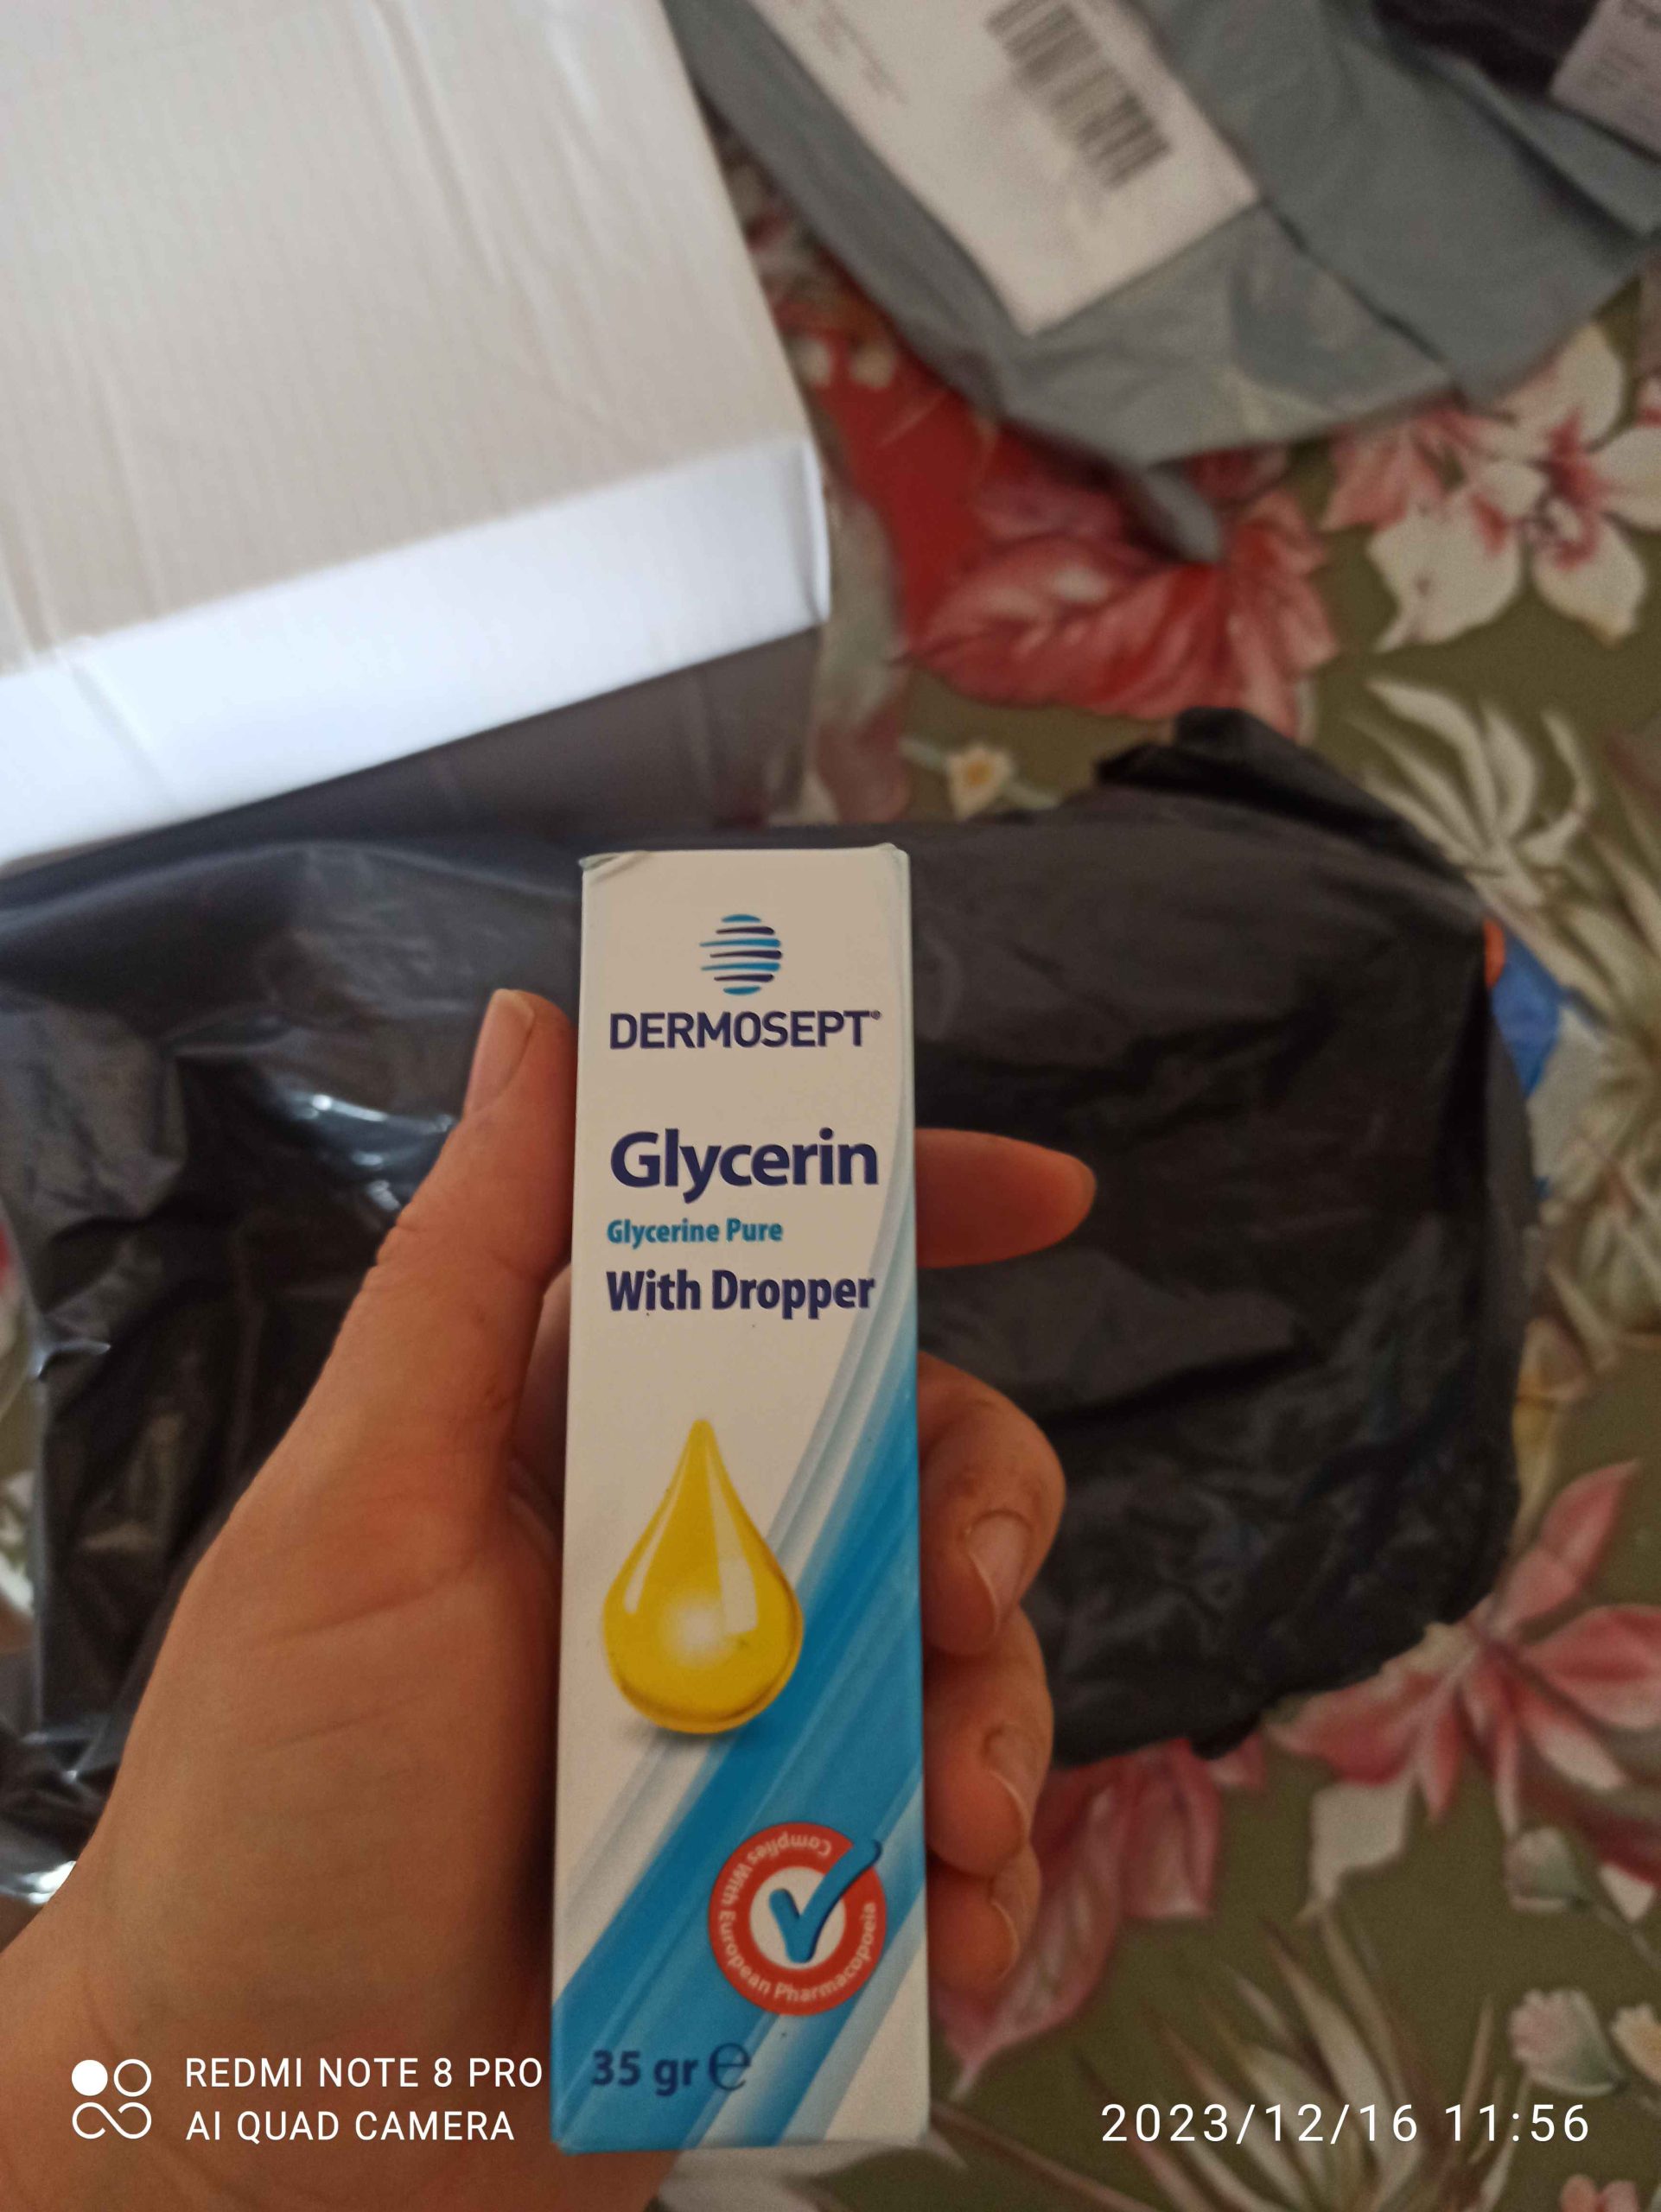 DERMOSEPT®
Glycerin
Glycerine Pure
With Dropper
Complies With European Pharmacopoeia
35 gr ℮
REDMI NOTE 8 PRO
AI QUAD CAMERA
2023/12/16 11:56